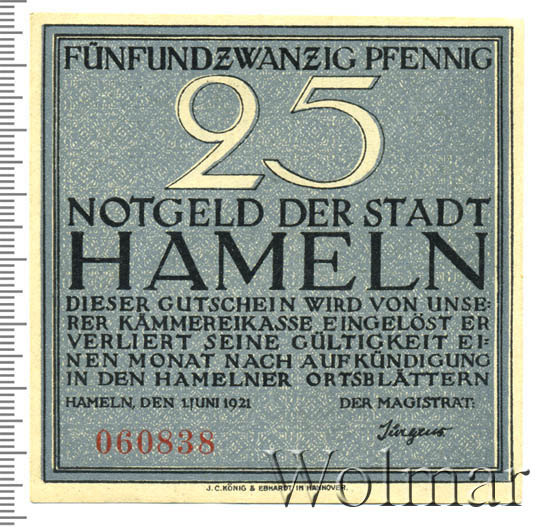 FÜNFUNDZWANZIG PFENNIG
25
NOTGELD DER STADT
HAMELN
DIESER GUTSCHEIN WIRD VON UNSE-
RER KÄMMEREIKASSE EINGELÖST ER
VERLIERT SEINE GÜLTIGKEIT EI-
NEN MONAT NACH AUFKÜNDIGUNG
IN DEN HAMELNER ORTSBLÄTTERN
HAMELN, DEN 1. JUNI 1921 DER MAGISTRAT:
060838 Jürgens
J. C. KÖNIG & EBHARDT IN HANNOVER.
Wolmar